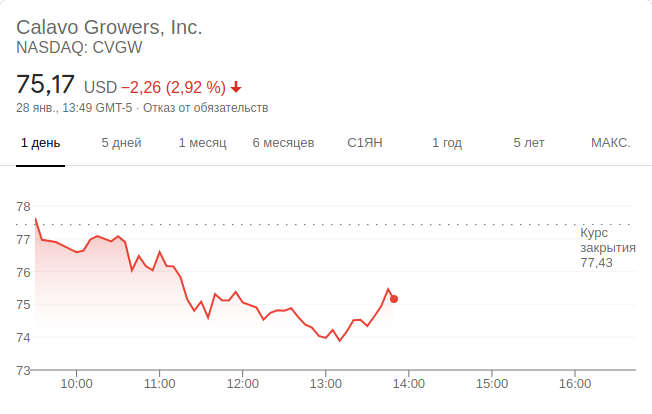 Calavo Growers, Inc.
NASDAQ: CVGW
75,17 USD −2,26 (2,92 %)
28 янв., 13:49 GMT-5 · Отказ от обязательств
1 день 5 дней 1 месяц 6 месяцев С1ЯН 1 год 5 лет МАКС.
78
77
76
75
74
73
Курс
закрытия
77,43
10:00 11:00 12:00 13:00 14:00 15:00 16:00